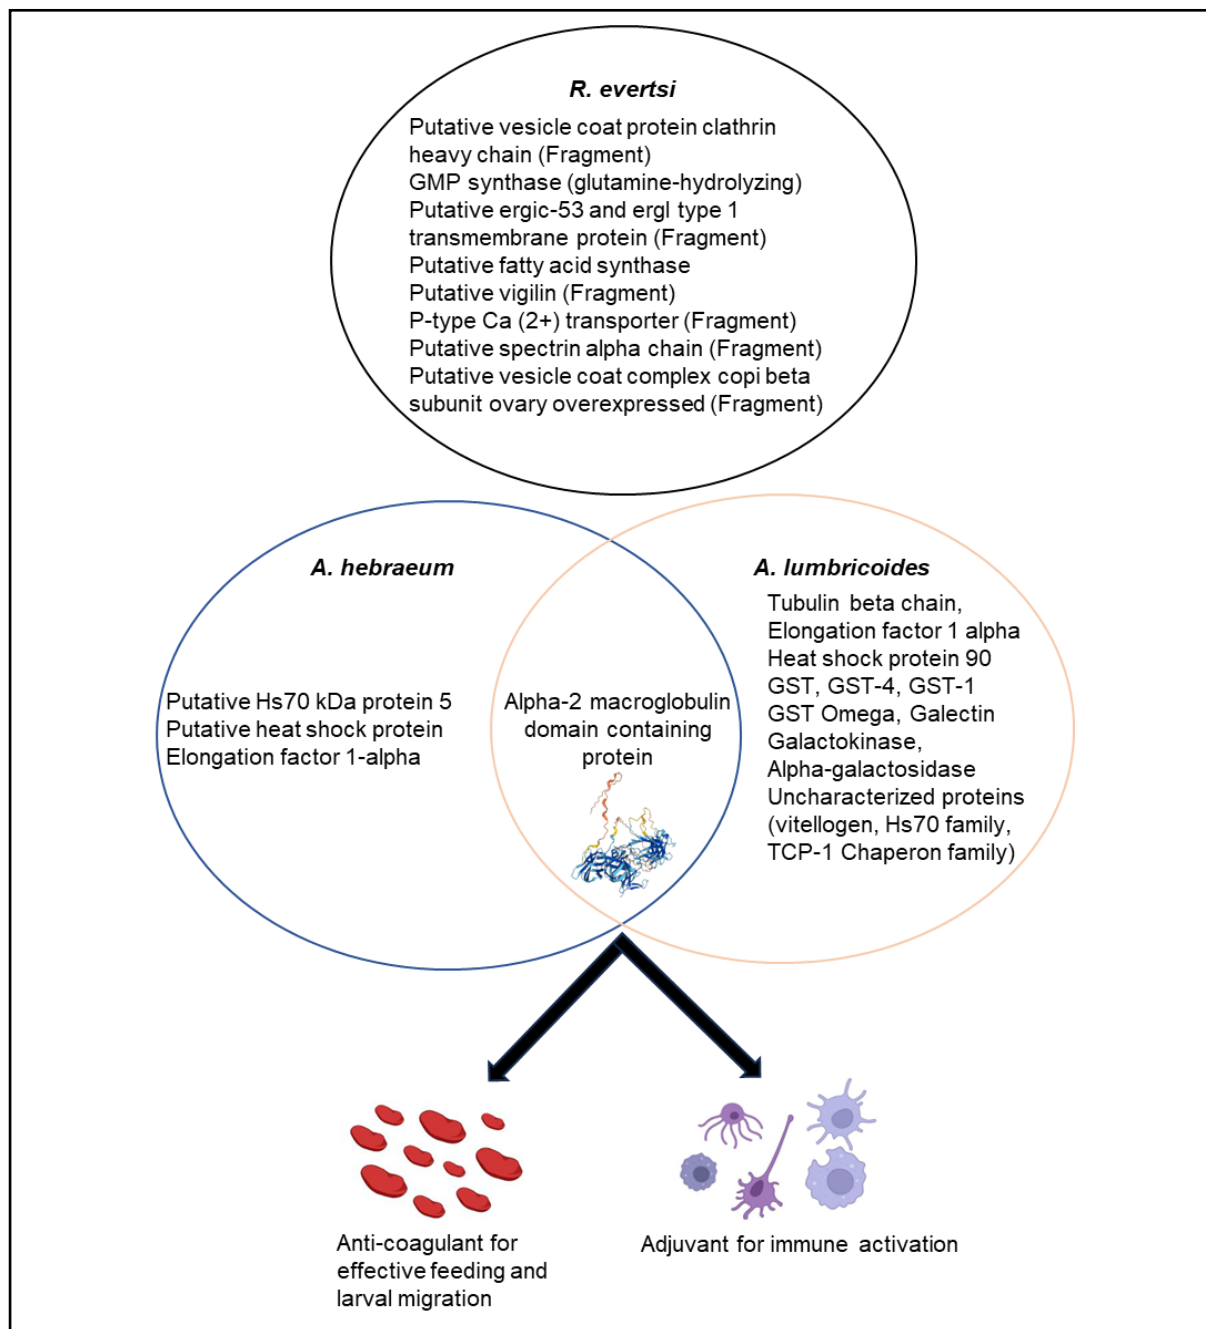 R. evertsi
Putative vesicle coat protein clathrin
heavy chain (Fragment)
GMP synthase (glutamine-hydrolyzing)
Putative ergic-53 and ergl type 1
transmembrane protein (Fragment)
Putative fatty acid synthase
Putative vigilin (Fragment)
P-type Ca (2+) transporter (Fragment)
Putative spectrin alpha chain (Fragment)
Putative vesicle coat complex copi beta
subunit ovary overexpressed (Fragment)
A. hebraeum
Putative Hs70 kDa protein 5
Putative heat shock protein
Elongation factor 1-alpha
Alpha-2 macroglobulin
domain containing
protein
A. lumbricoides
Tubulin beta chain,
Elongation factor 1 alpha
Heat shock protein 90
GST, GST-4, GST-1
GST Omega, Galectin
Galactokinase,
Alpha-galactosidase
Uncharacterized proteins
(vitellogen, Hs70 family,
TCP-1 Chaperon family)
Anti-coagulant for
effective feeding and
larval migration
Adjuvant for immune activation